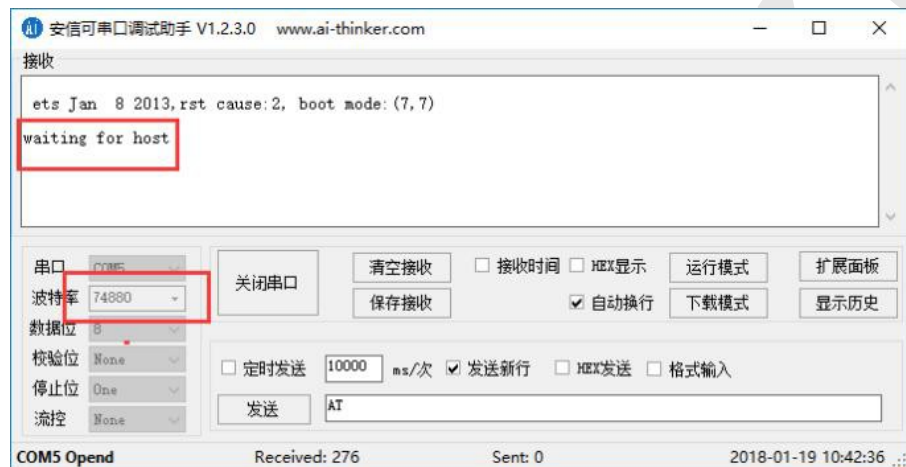 安信可串口调试助手 V1.2.3.0 www.ai-thinker.com
接收
ets Jan 8 2013,rst cause:2, boot mode:(7,7)
waiting for host
串口 COM5
波特率 74880
数据位 8
校验位 None
停止位 One
流控 None
关闭串口
清空接收 接收时间 HEX显示 运行模式 扩展面板
保存接收 自动换行 下载模式 显示历史
定时发送 10000 ms/次 发送新行 HEX发送 格式输入
发送 AT
COM5 Opend Received: 276 Sent: 0 2018-01-19 10:42:36